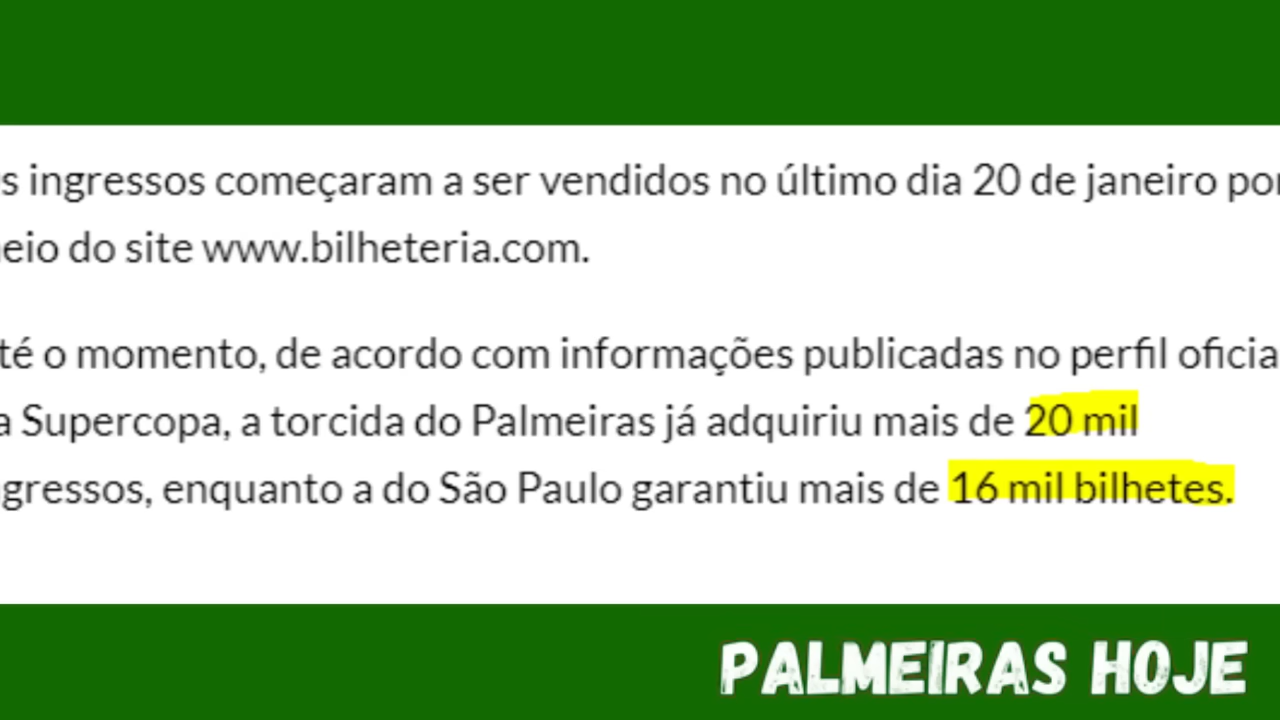 s ingressos começaram a ser vendidos no último dia 20 de janeiro por
eio do site www.bilheteria.com.
té o momento, de acordo com informações publicadas no perfil oficia
a Supercopa, a torcida do Palmeiras já adquiriu mais de 20 mil
gressos, enquanto a do São Paulo garantiu mais de 16 mil bilhetes.
PALMEIRAS HOJE